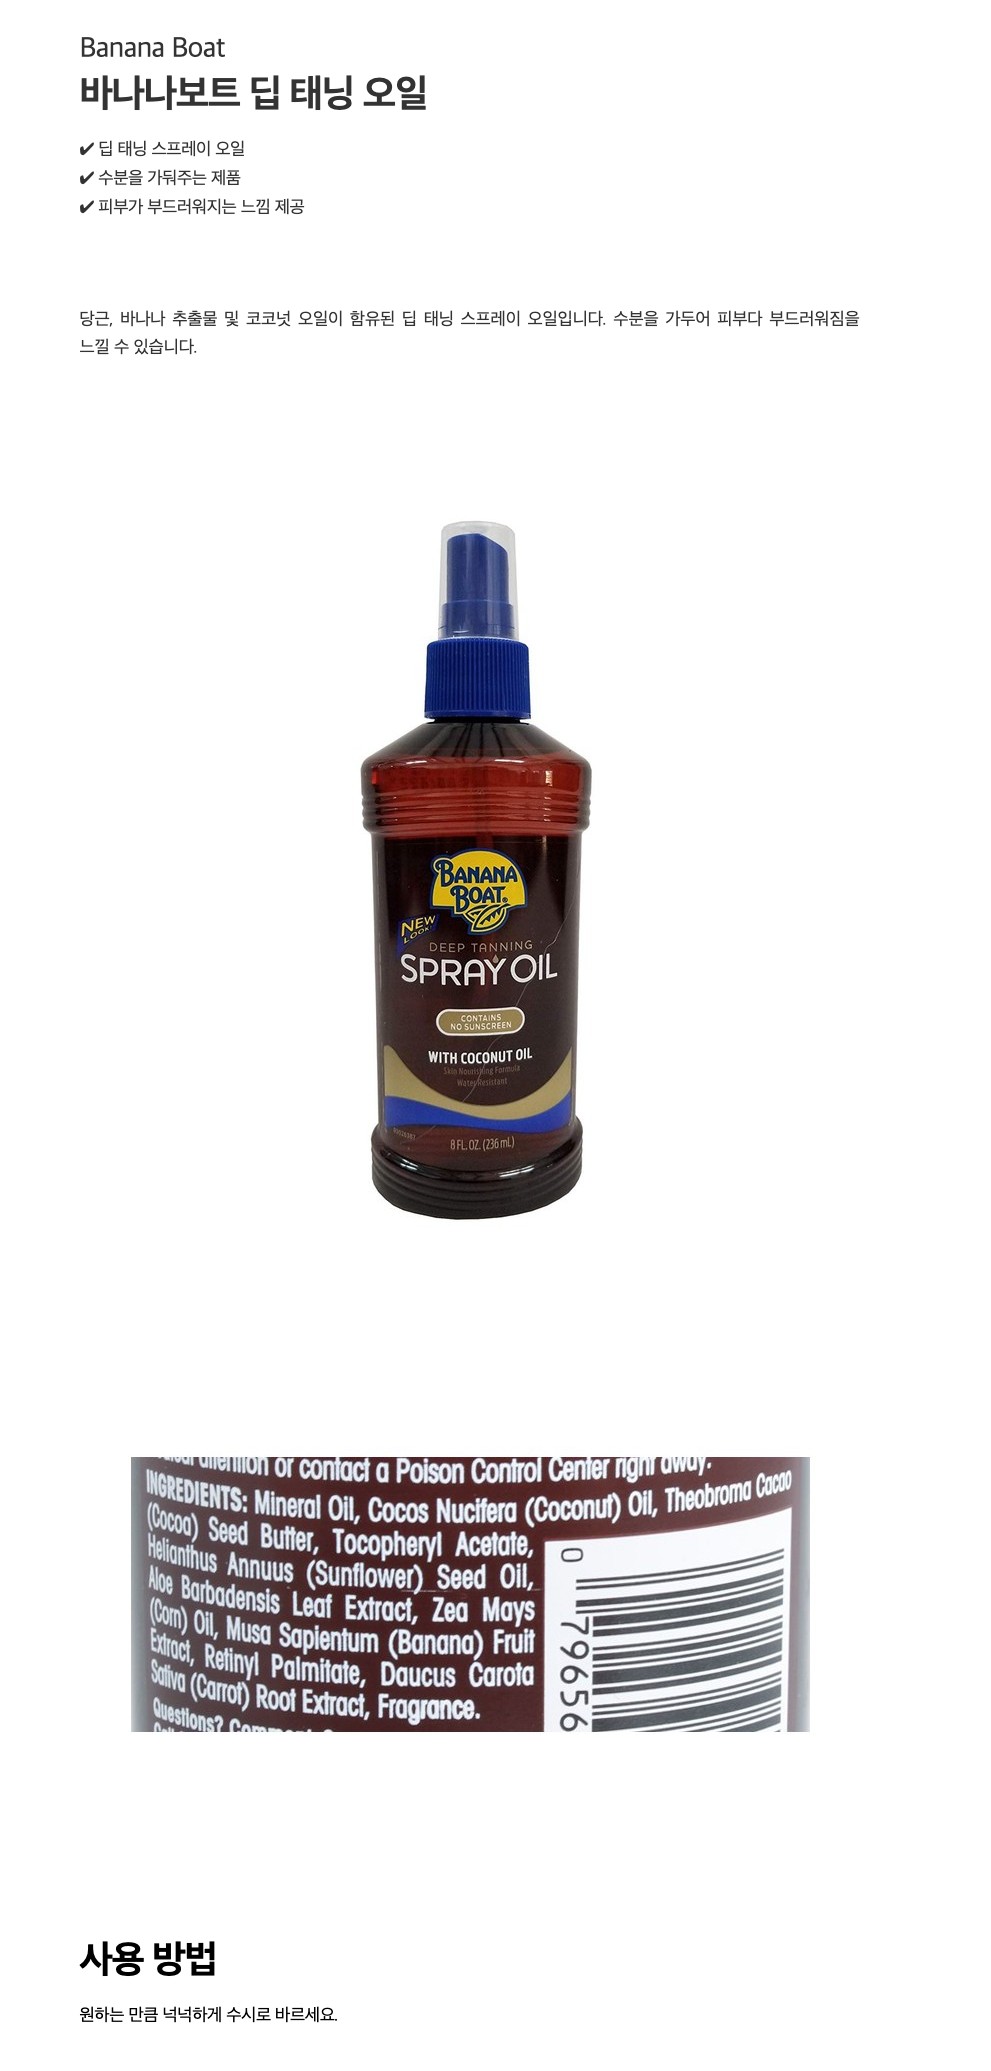 Banana Boat
바나나보트 딥 태닝 오일
✔ 딥 태닝 스프레이 오일
✔ 수분을 가둬주는 제품
✔ 피부가 부드러워지는 느낌 제공
당근, 바나나 추출물 및 코코넛 오일이 함유된 딥 태닝 스프레이 오일입니다. 수분을 가두어 피부다 부드러워짐을
느낄 수 있습니다.
BANANA
BOAT®
NEW
LOOK!
DEEP TANNING
SPRAY OIL
CONTAINS
NO SUNSCREEN
WITH COCONUT OIL
Skin Nourishing Formula
Water Resistant
8 FL. OZ. (236 mL)
attention or contact a Poison Control Center right away.
INGREDIENTS: Mineral Oil, Cocos Nucifera (Coconut) Oil, Theobroma Cacao
(Cocoa) Seed Butter, Tocopheryl Acetate,
Helianthus Annuus (Sunflower) Seed Oil,
Aloe Barbadensis Leaf Extract, Zea Mays
(Corn) Oil, Musa Sapientum (Banana) Fruit
Extract, Retinyl Palmitate, Daucus Carota
Sativa (Carrot) Root Extract, Fragrance.
Questions?
0 79656
사용 방법
원하는 만큼 넉넉하게 수시로 바르세요.